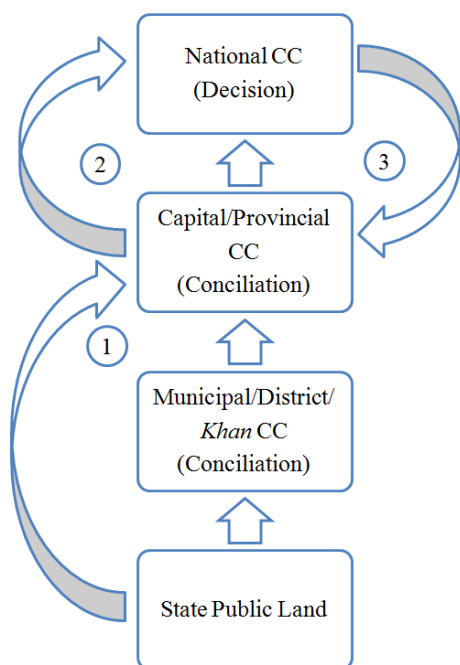 National CC
(Decision)
2
3
Capital/Provincial
CC
(Conciliation)
1
Municipal/District/
Khan CC
(Conciliation)
State Public Land